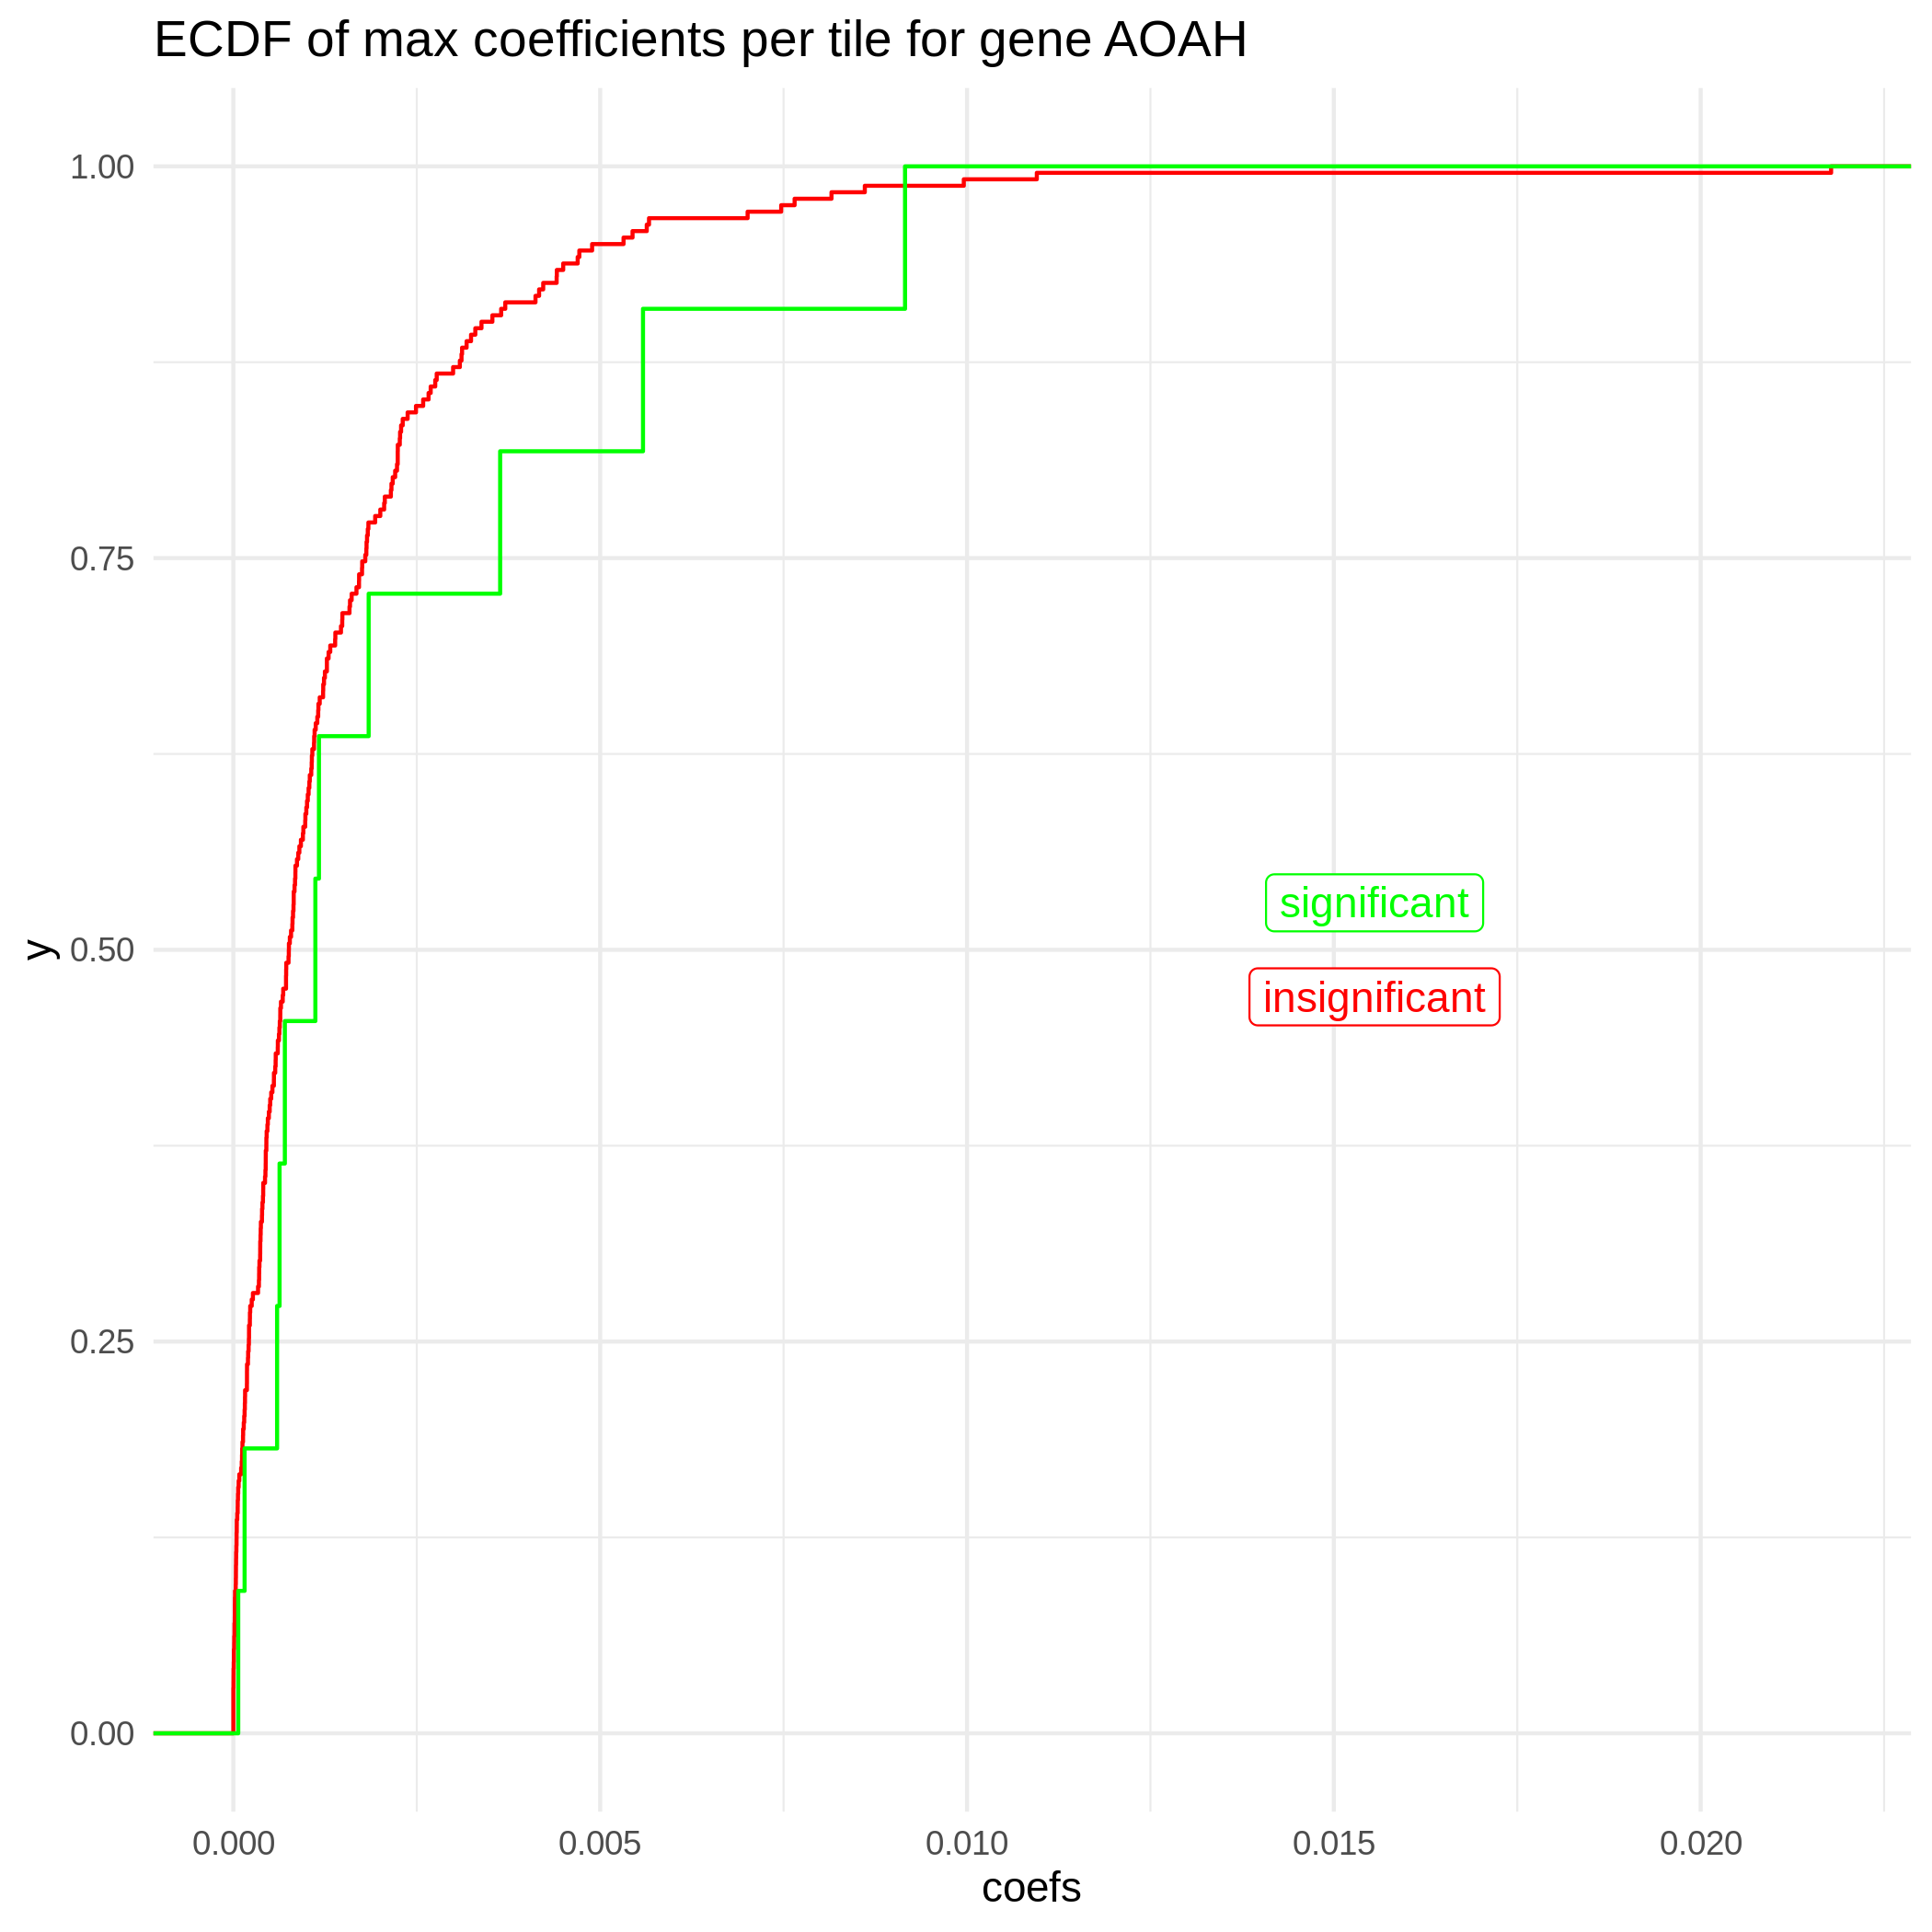 ECDF of max coefficients per tile for gene AOAH
1.00
0.75
0.50
0.25
0.00
y
significant
insignificant
0.000 0.005 0.010 0.015 0.020
coefs